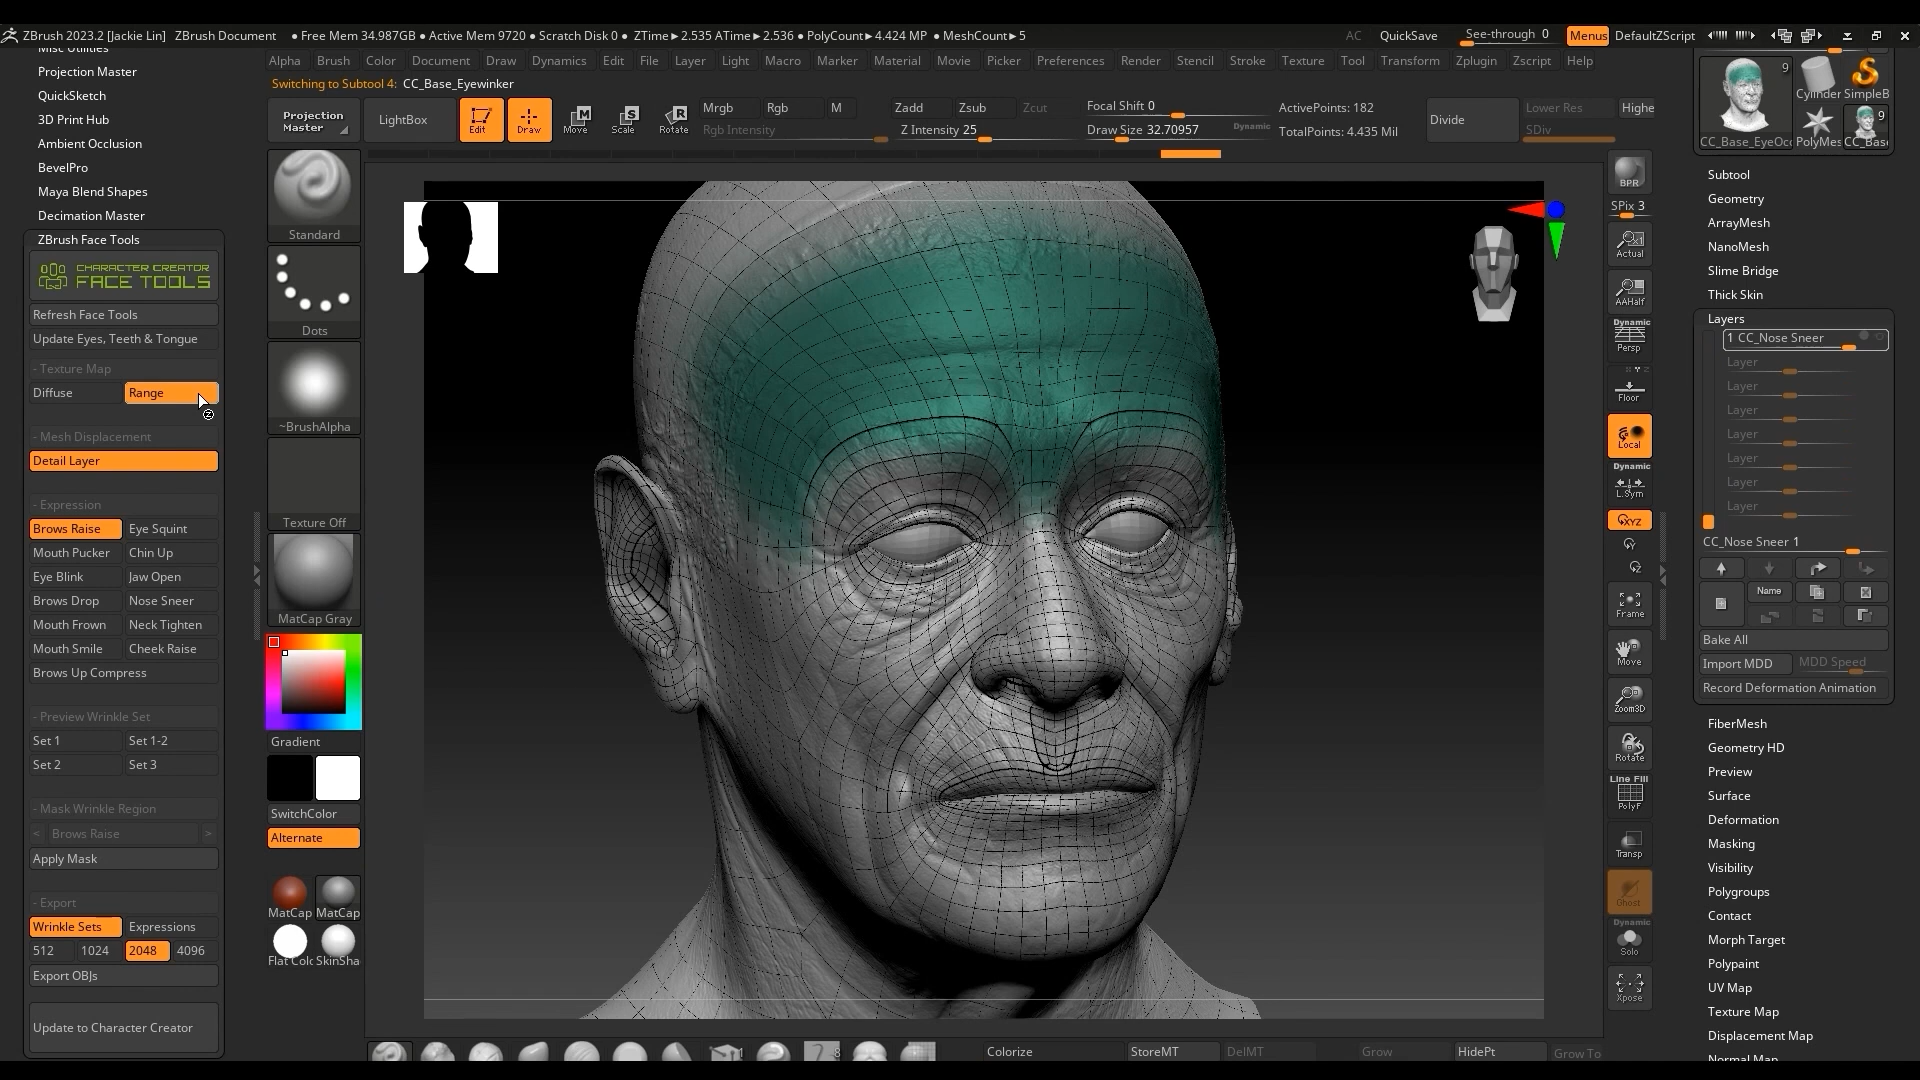 ZBrush 2023.2 [Jackie Lin] ZBrush Document ● Free Mem 34.987GB ● Active Mem 9720 ● Scratch Disk 0 ● ZTime►2.535 ATime►2.536 ● PolyCount►4.424 MP ● MeshCount►5 AC QuickSave See-through 0 Menus DefaultZScript
Alpha Brush Color Document Draw Dynamics Edit File Layer Light Macro Marker Material Movie Picker Preferences Render Stencil Stroke Texture Tool Transform Zplugin Zscript Help
Switching to Subtool 4: CC_Base_Eyewinker
Misc Utilities
Projection Master
QuickSketch
3D Print Hub
Ambient Occlusion
BevelPro
Maya Blend Shapes
Decimation Master
ZBrush Face Tools
CHARACTER CREATOR
FACE TOOLS
Refresh Face Tools
Update Eyes, Teeth & Tongue
- Texture Map
Diffuse Range
- Mesh Displacement
Detail Layer
- Expression
Brows Raise Eye Squint
Mouth Pucker Chin Up
Eye Blink Jaw Open
Brows Drop Nose Sneer
Mouth Frown Neck Tighten
Mouth Smile Cheek Raise
Brows Up Compress
- Preview Wrinkle Set
Set 1 Set 1-2
Set 2 Set 3
- Mask Wrinkle Region
< Brows Raise >
Apply Mask
- Export
Wrinkle Sets Expressions
512 1024 2048 4096
Export OBJs
Update to Character Creator
Projection
Master
LightBox
Edit
Draw
Move
Scale
Rotate
Mrgb Rgb M
Rgb Intensity
Zadd Zsub Zcut
Z Intensity 25
Focal Shift 0
Draw Size 32.70957 Dynamic
ActivePoints: 182
TotalPoints: 4.435 Mil
Divide
Lower Res Highe
SDiv
Standard
Dots
~BrushAlpha
Texture Off
MatCap Gray
Gradient
SwitchColor
Alternate
MatCap MatCap
Flat Colo SkinSha
Colorize StoreMT DelMT Grow HidePt Grow To
BPR
SPix 3
Actual
AAHalf
Dynamic
Persp
Floor
Local
Dynamic
L.Sym
XYZ
Frame
Move
Zoom3D
Rotate
Line Fill
PolyF
Transp
Ghost
Dynamic
Solo
Xpose
9
Cylinder SimpleB
9
CC_Base_EyeOcc PolyMes CC_Base
Subtool
Geometry
ArrayMesh
NanoMesh
Slime Bridge
Thick Skin
Layers
1 CC_Nose Sneer
Layer
Layer
Layer
Layer
Layer
Layer
Layer
CC_Nose Sneer 1
Name
Bake All
Import MDD MDD Speed
Record Deformation Animation
FiberMesh
Geometry HD
Preview
Surface
Deformation
Masking
Visibility
Polygroups
Contact
Morph Target
Polypaint
UV Map
Texture Map
Displacement Map
Normal Map